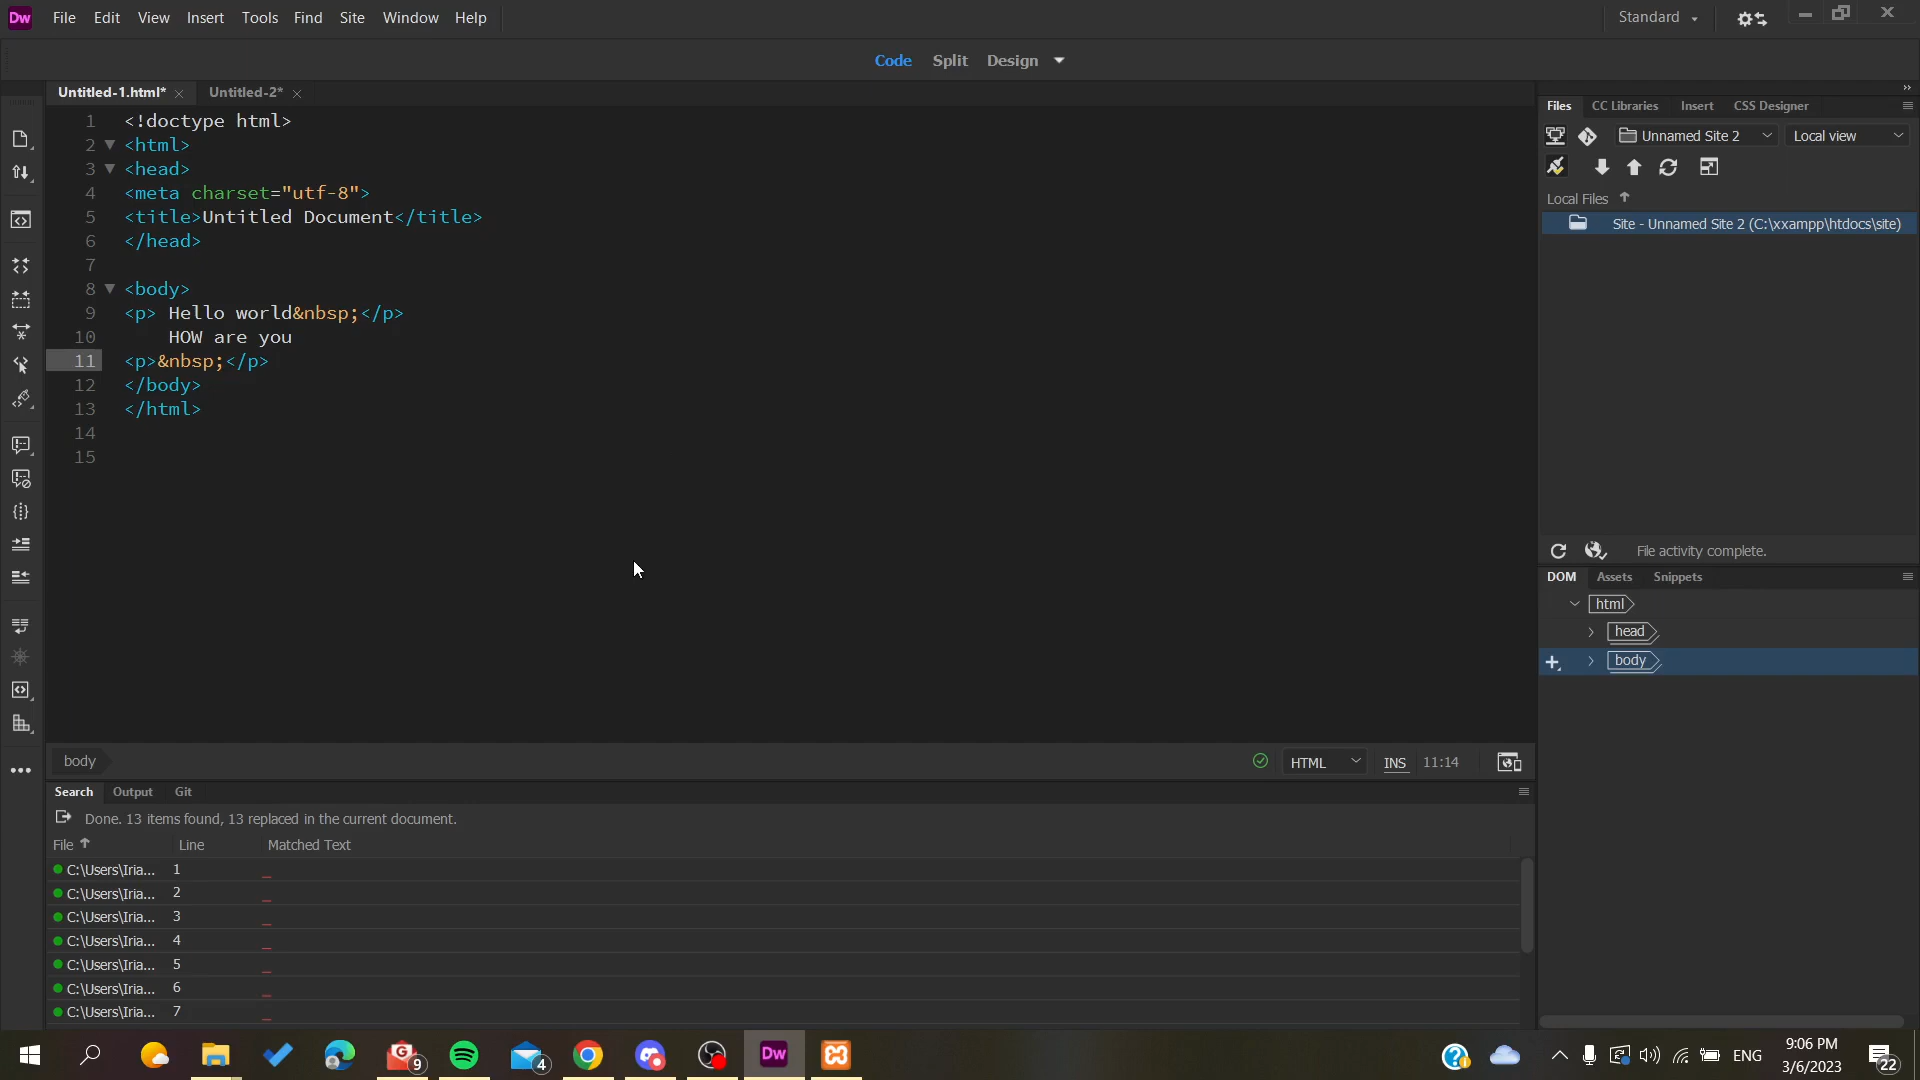 Dw File Edit View Insert Tools Find Site Window Help Standard
Code Split Design
Untitled-1.html* Untitled-2*
1 <!doctype html>
2 <html>
3 <head>
4 <meta charset="utf-8">
5 <title>Untitled Document</title>
6 </head>
7
8 <body>
9 <p> Hello world&nbsp;</p>
10 HOW are you
11 <p>&nbsp;</p>
12 </body>
13 </html>
14
15
body HTML INS 11:14
Search Output Git
Done. 13 items found, 13 replaced in the current document.
File Line Matched Text
C:\Users\Iria... 1
C:\Users\Iria... 2
C:\Users\Iria... 3
C:\Users\Iria... 4
C:\Users\Iria... 5
C:\Users\Iria... 6
C:\Users\Iria... 7
Files CC Libraries Insert CSS Designer
Unnamed Site 2 Local view
Local Files
Site - Unnamed Site 2 (C:\xxampp\htdocs\site)
File activity complete.
DOM Assets Snippets
html
head
body
9 4 Dw ENG 9:06 PM
3/6/2023
22